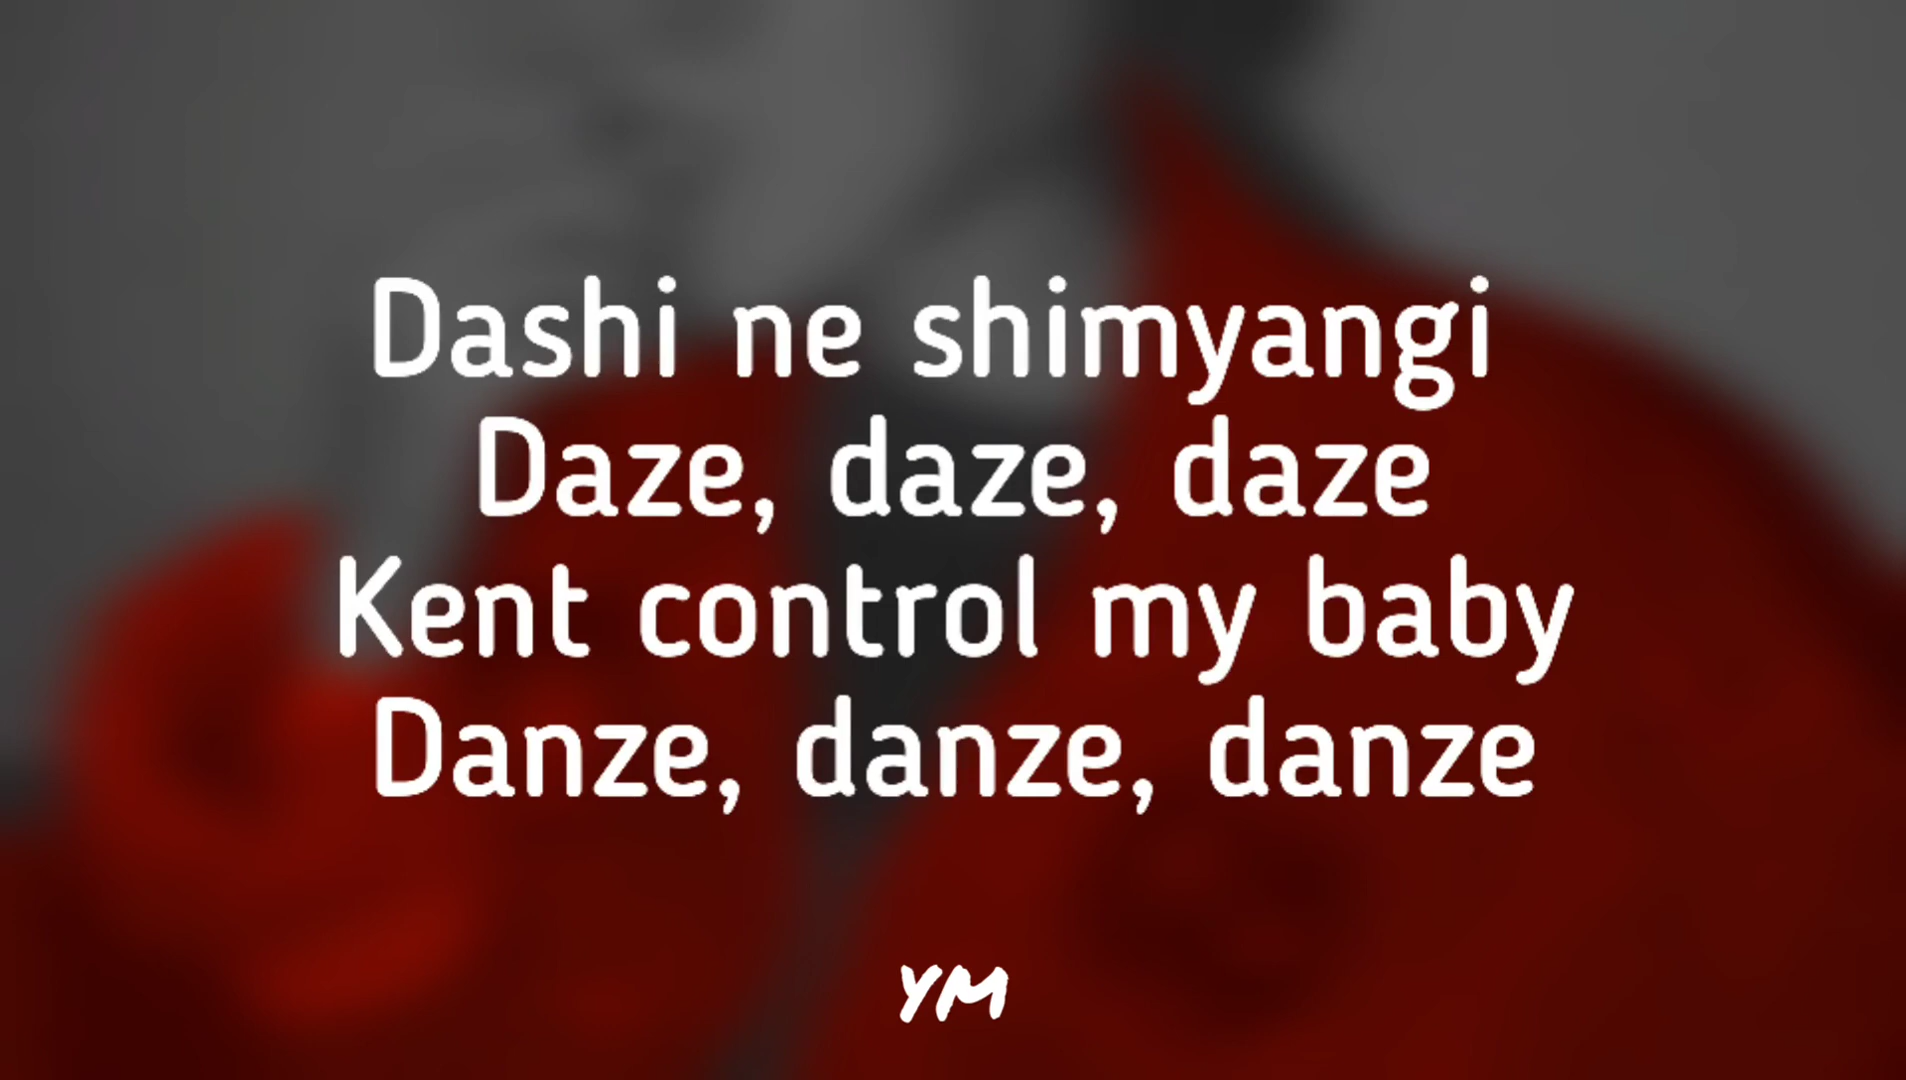 Dashi ne shimyangi
Daze, daze, daze
Kent control my baby
Danze, danze, danze
YM